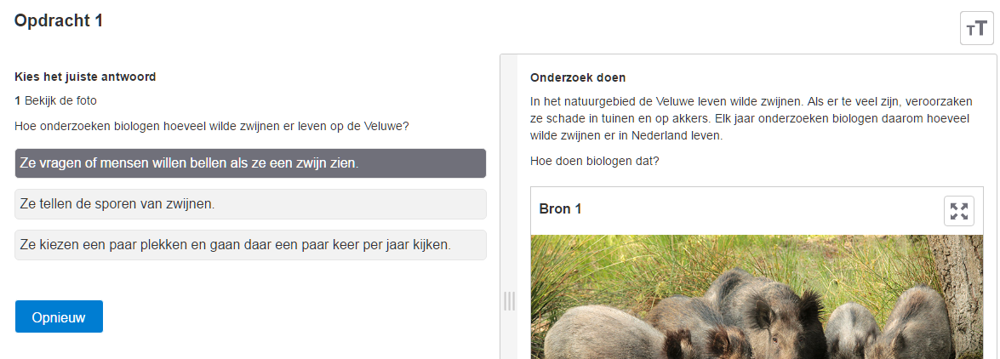 Opdracht 1
TT
Kies het juiste antwoord
1 Bekijk de foto
Hoe onderzoeken biologen hoeveel wilde zwijnen er leven op de Veluwe?
Ze vragen of mensen willen bellen als ze een zwijn zien.
Ze tellen de sporen van zwijnen.
Ze kiezen een paar plekken en gaan daar een paar keer per jaar kijken.
Opnieuw
Onderzoek doen
In het natuurgebied de Veluwe leven wilde zwijnen. Als er te veel zijn, veroorzaken
ze schade in tuinen en op akkers. Elk jaar onderzoeken biologen daarom hoeveel
wilde zwijnen er in Nederland leven.
Hoe doen biologen dat?
Bron 1